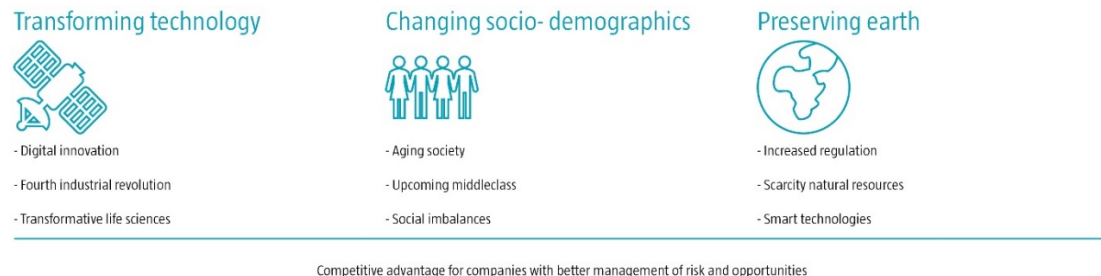 Transforming technology
- Digital innovation
- Fourth industrial revolution
- Transformative life sciences
Changing socio- demographics
- Aging society
- Upcoming middleclass
- Social imbalances
Preserving earth
- Increased regulation
- Scarcity natural resources
- Smart technologies
Competitive advantage for companies with better management of risk and opportunities